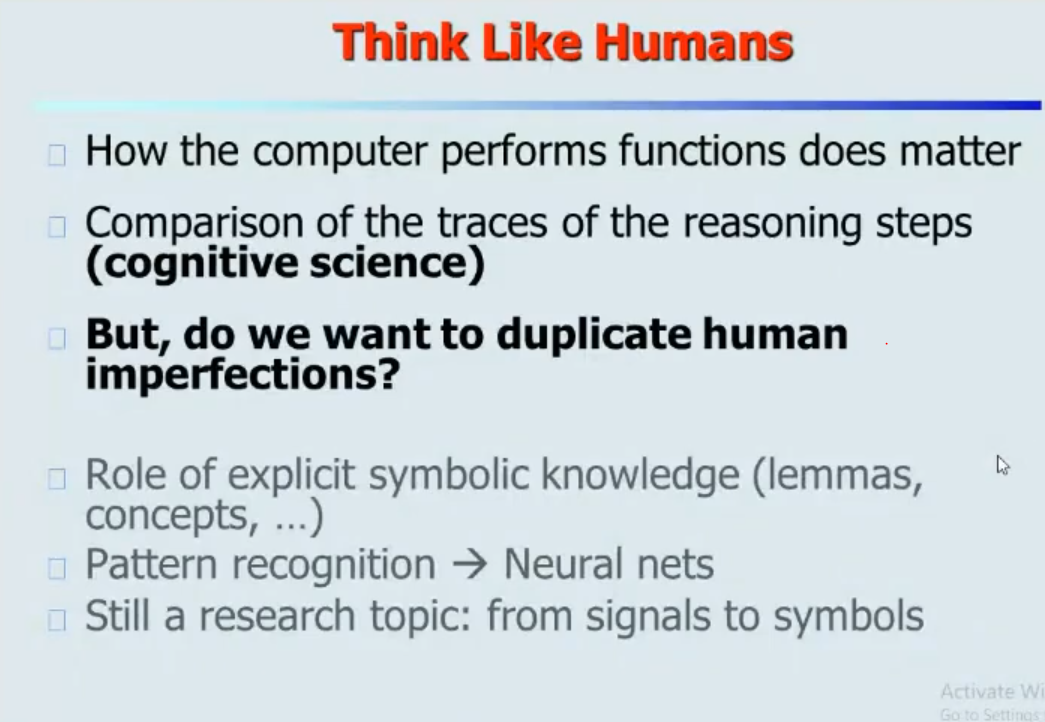 Think Like Humans
How the computer performs functions does matter
Comparison of the traces of the reasoning steps
(cognitive science)
But, do we want to duplicate human
imperfections?
Role of explicit symbolic knowledge (lemmas,
concepts, ...)
Pattern recognition → Neural nets
Still a research topic: from signals to symbols
Activate Wi
Go to Settings